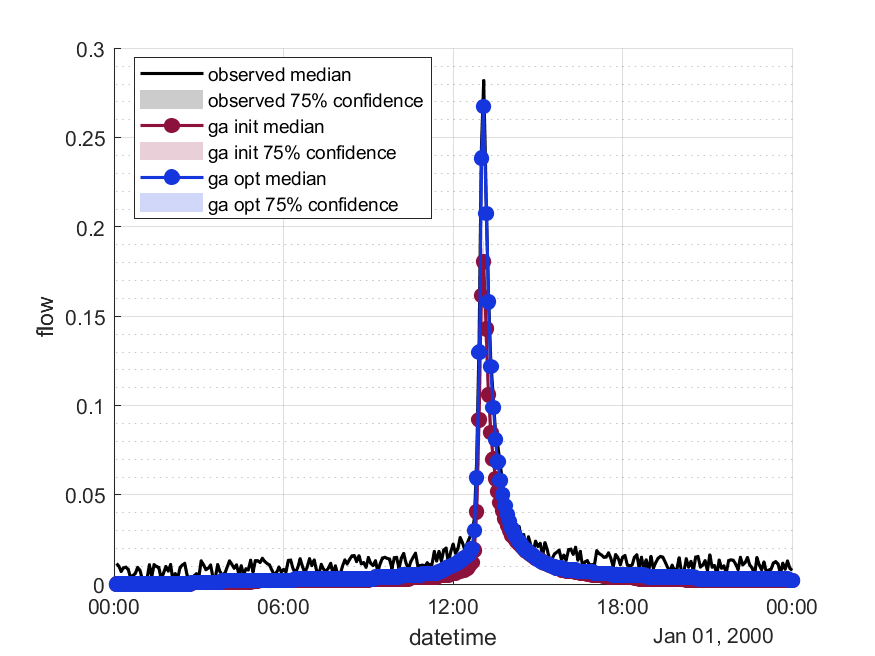 0.3
0.25
0.2
0.15
0.1
0.05
0
flow
observed median
observed 75% confidence
ga init median
ga init 75% confidence
ga opt median
ga opt 75% confidence
00:00 06:00 12:00 18:00 00:00
datetime
Jan 01, 2000